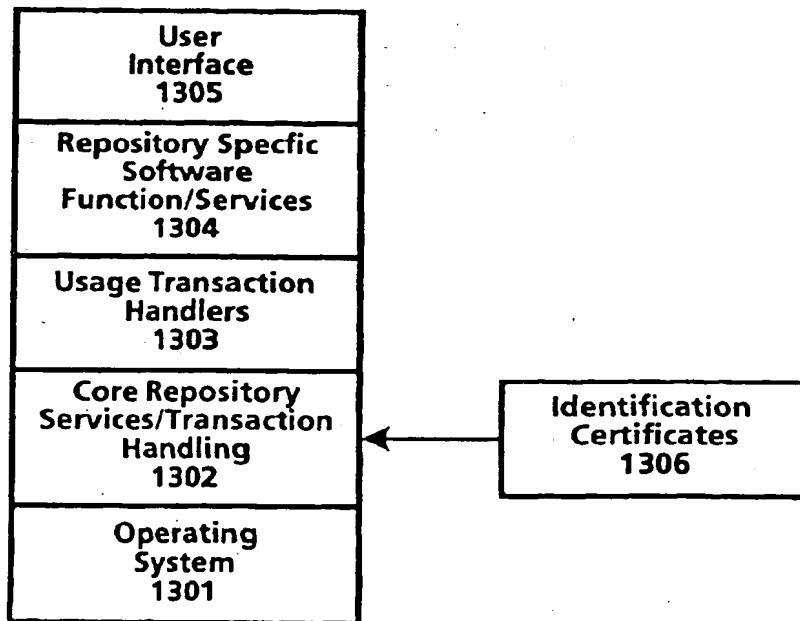 User
Interface
1305
Repository Specfic
Software
Function/Services
1304
Usage Transaction
Handlers
1303
Core Repository
Services/Transaction
Handling
1302
Identification
Certificates
1306
Operating
System
1301